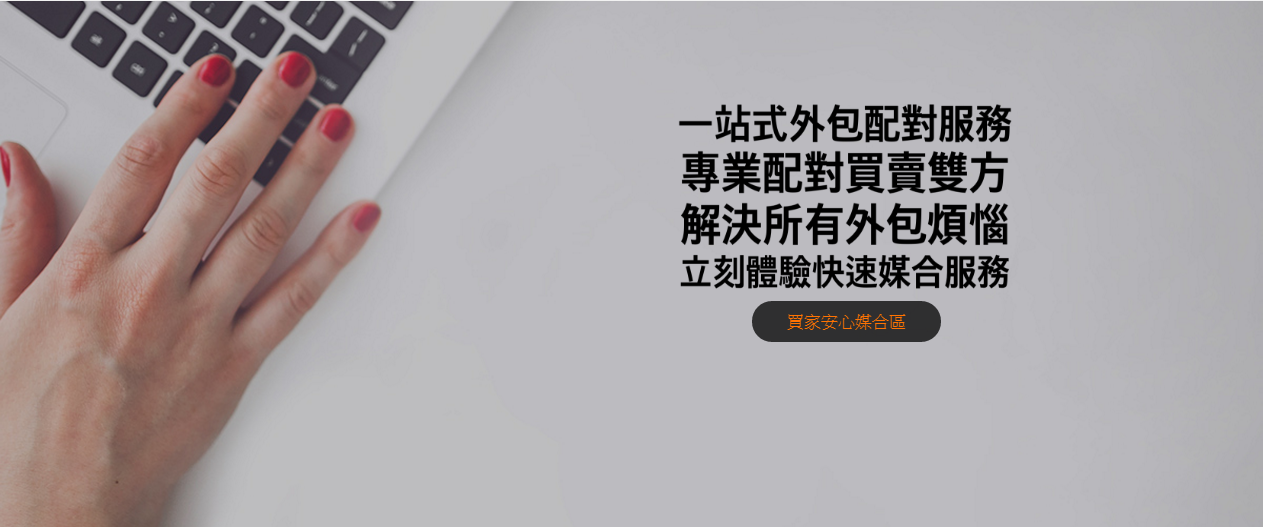 一站式外包配對服務
專業配對買賣雙方
解決所有外包煩惱
立刻體驗快速媒合服務
買家安心媒合區